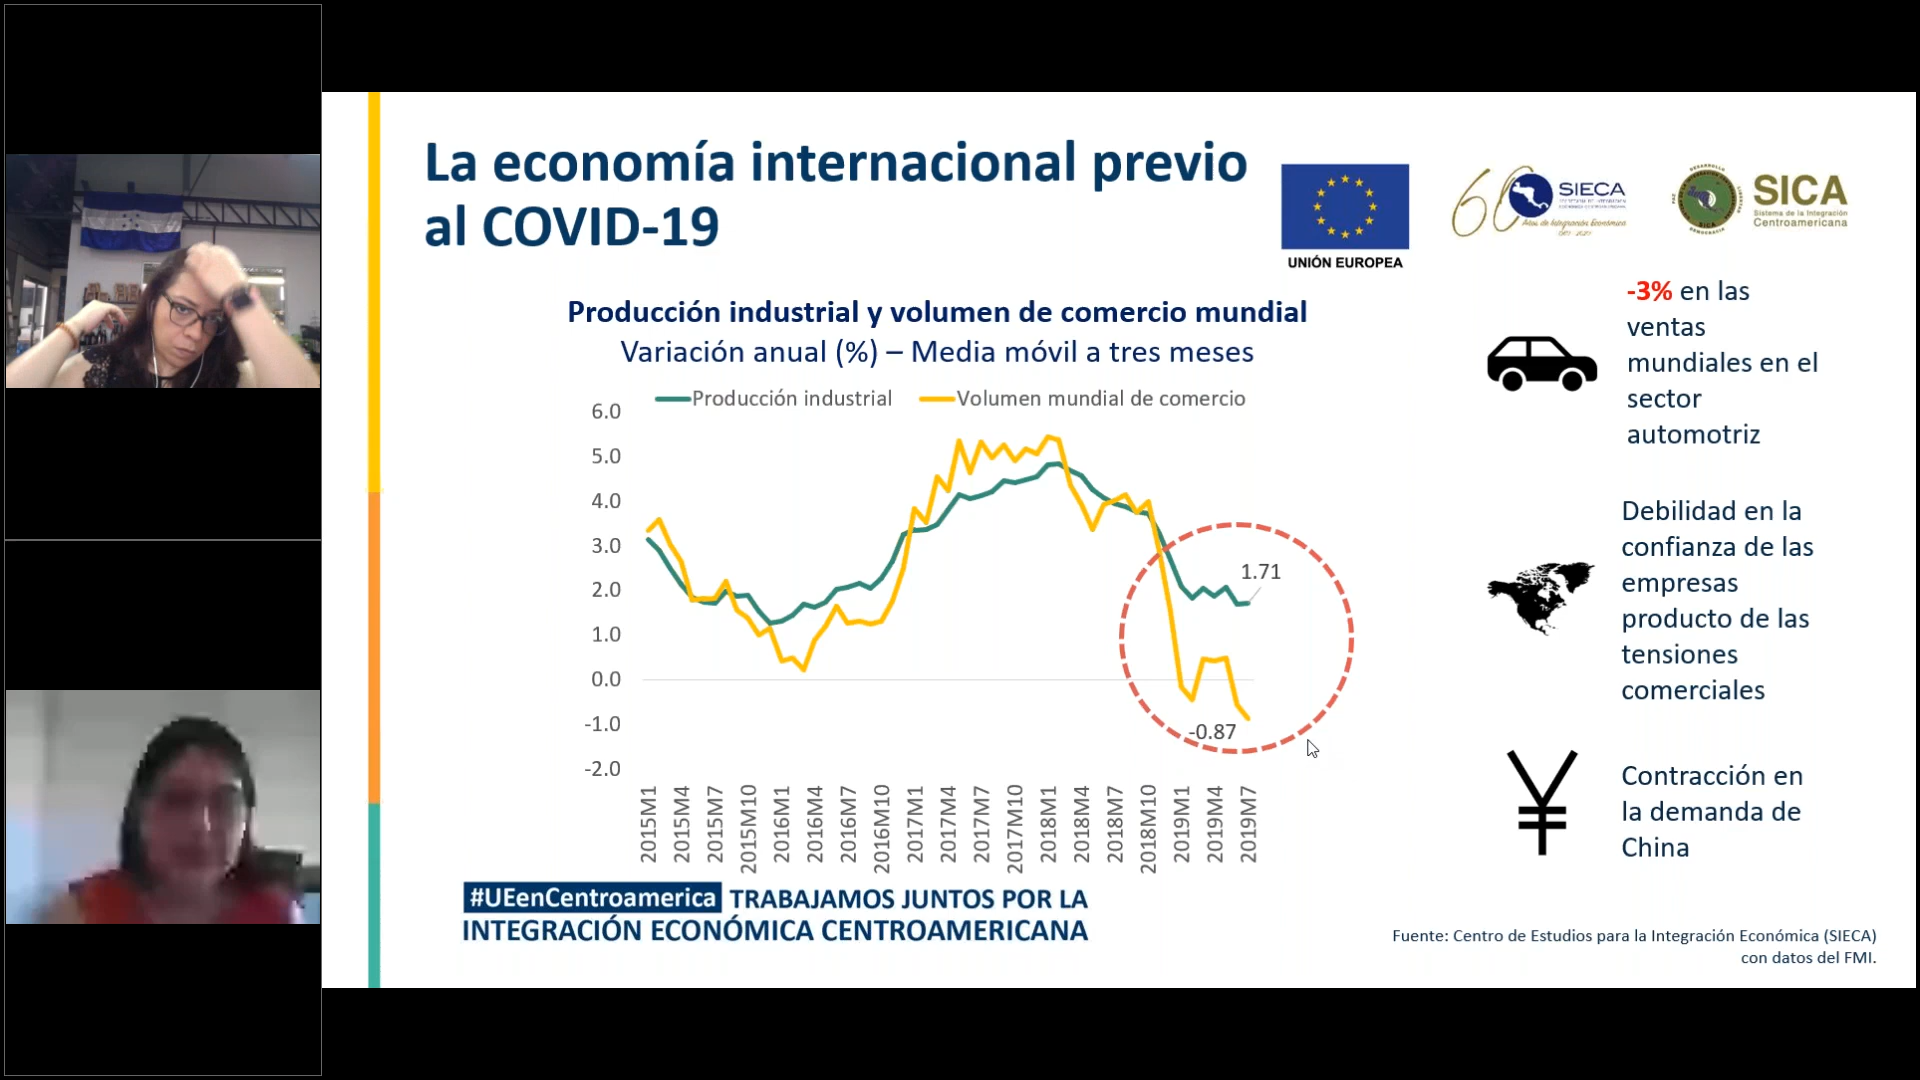 La economía internacional previo
al COVID-19
UNIÓN EUROPEA
60
SIECA
Años de Integración Económica
SICA
Sistema de la Integración
Centroamericana
Producción industrial y volumen de comercio mundial
Variación anual (%) – Media móvil a tres meses
Producción industrial
Volumen mundial de comercio
6.0
5.0
4.0
3.0
2.0
1.0
0.0
-1.0
-2.0
1.71
-0.87
2015M1
2015M4
2015M7
2015M10
2016M1
2016M4
2016M7
2016M10
2017M1
2017M4
2017M7
2017M10
2018M1
2018M4
2018M7
2018M10
2019M1
2019M4
2019M7
-3% en las
ventas
mundiales en el
sector
automotriz
Debilidad en la
confianza de las
empresas
producto de las
tensiones
comerciales
Contracción en
la demanda de
China
#UEenCentroamerica TRABAJAMOS JUNTOS POR LA
INTEGRACIÓN ECONÓMICA CENTROAMERICANA
Fuente: Centro de Estudios para la Integración Económica (SIECA)
con datos del FMI.